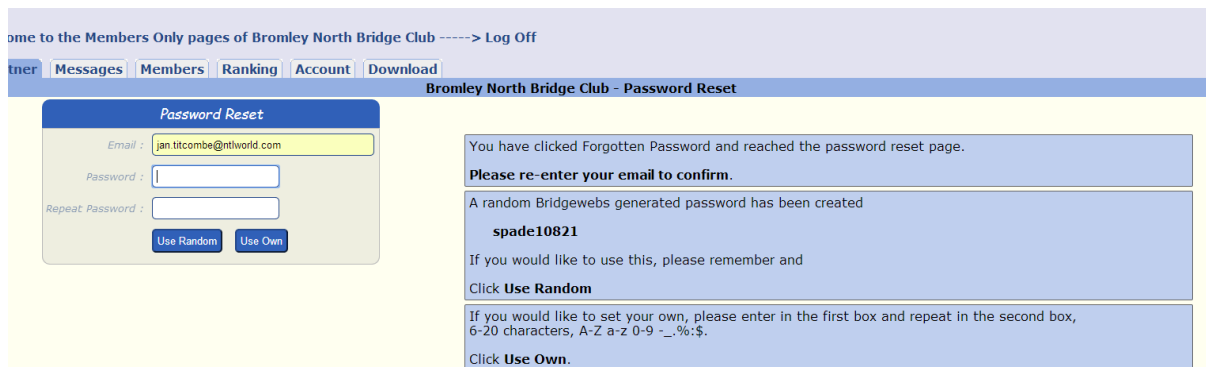 ome to the Members Only pages of Bromley North Bridge Club -----> Log Off
tner Messages Members Ranking Account Download
Bromley North Bridge Club - Password Reset
Password Reset
Email : jan.titcombe@ntlworld.com
Password :
Repeat Password :
Use Random Use Own
You have clicked Forgotten Password and reached the password reset page.
Please re-enter your email to confirm.
A random Bridgewebs generated password has been created
spade10821
If you would like to use this, please remember and
Click Use Random
If you would like to set your own, please enter in the first box and repeat in the second box,
6-20 characters, A-Z a-z 0-9 -_.%:$.
Click Use Own.